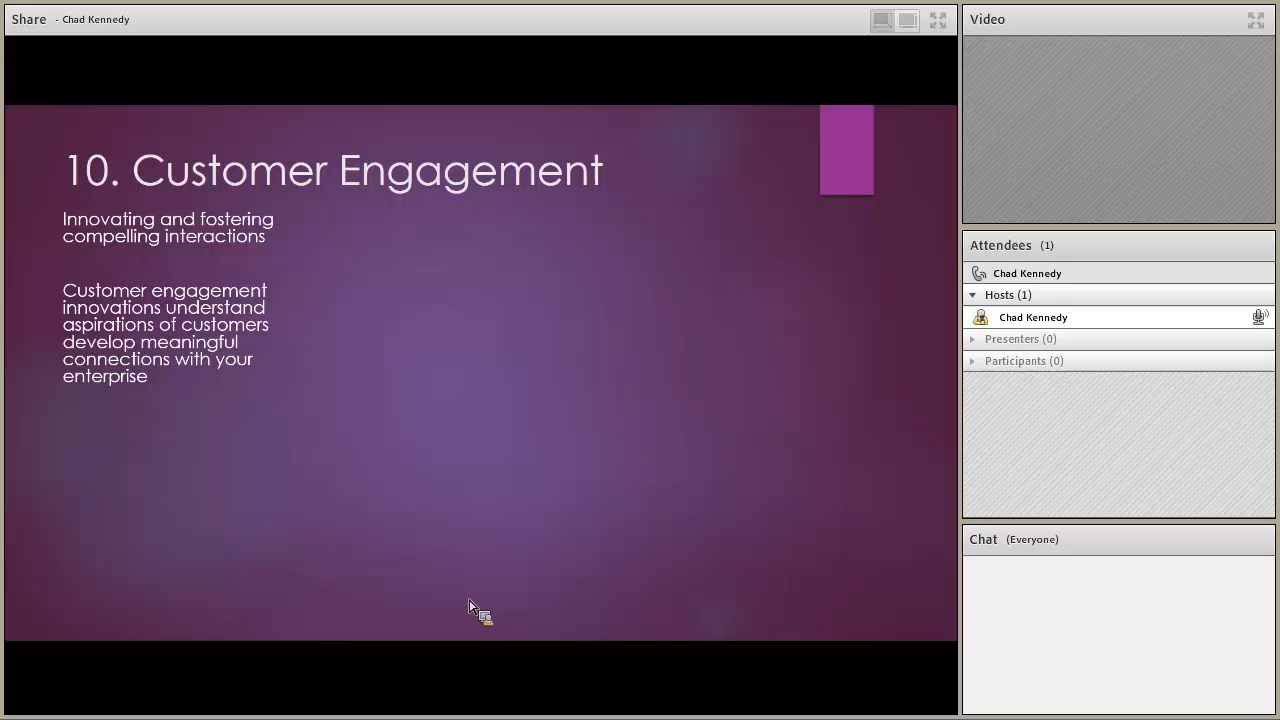 Share - Chad Kennedy
10. Customer Engagement
Innovating and fostering
compelling interactions
Customer engagement
innovations understand
aspirations of customers
develop meaningful
connections with your
enterprise
Video
Attendees (1)
Chad Kennedy
Hosts (1)
Chad Kennedy
Presenters (0)
Participants (0)
Chat (Everyone)